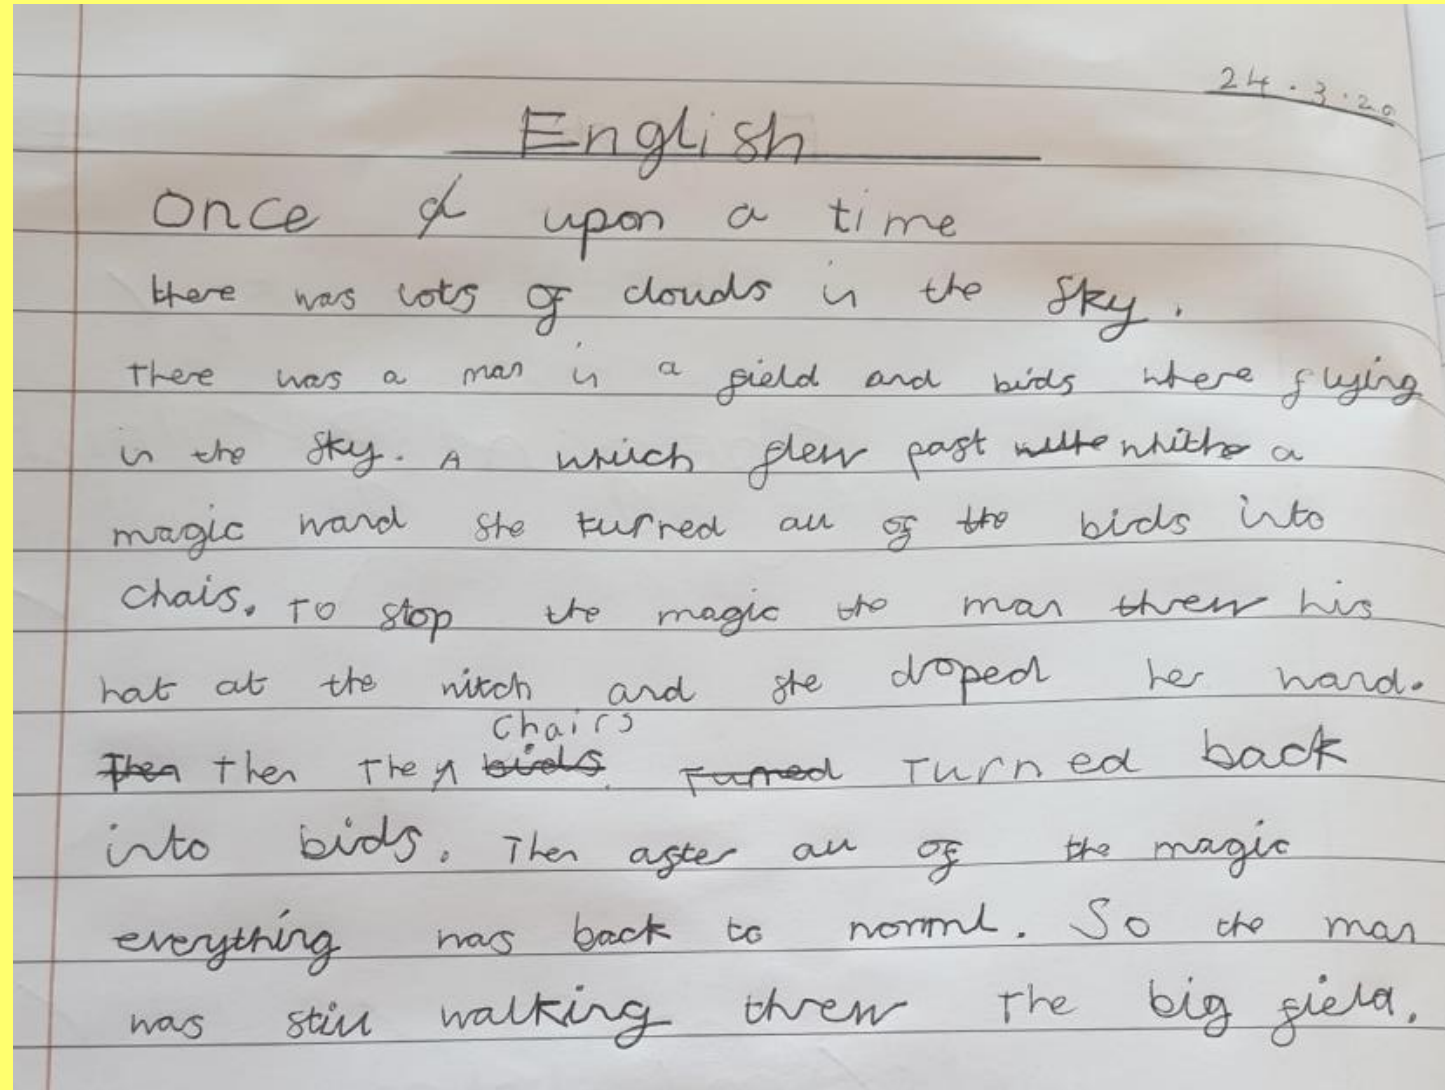 24.3.20
English
Once upon a time
there was lots of clouds in the sky.
There was a man in a field and birds where flying
in the sky. A which flew past whith a
magic wand she turred all of the birds into
chais. To stop the magic the man threw his
hat at the witch and she droped her wand.
Then They chairs Turned back
into birds. Then after all of the magic
everything was back to norml. So the man
was still walking threw The big field.